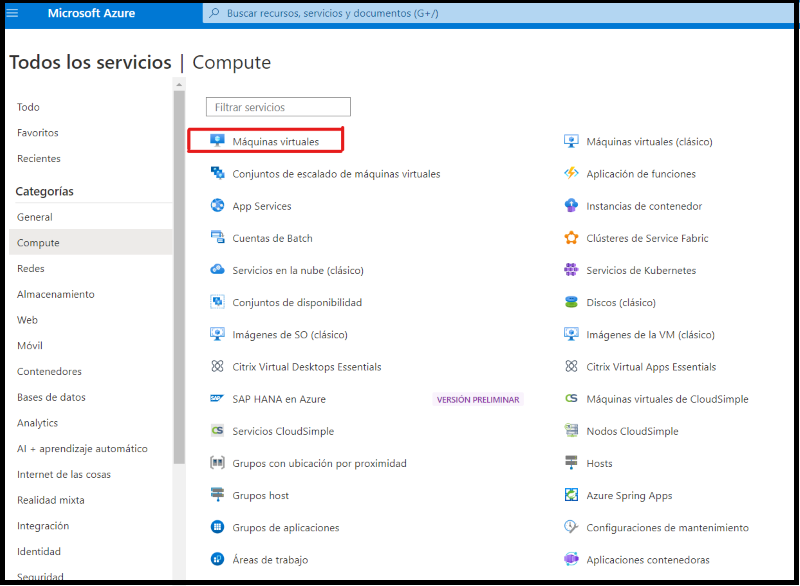 Microsoft Azure
Buscar recursos, servicios y documentos (G+/)
Todos los servicios | Compute
Todo
Favoritos
Recientes
Categorías
General
Compute
Redes
Almacenamiento
Web
Móvil
Contenedores
Bases de datos
Analytics
AI + aprendizaje automático
Internet de las cosas
Realidad mixta
Integración
Identidad
Seguridad
Filtrar servicios
Máquinas virtuales
Máquinas virtuales (clásico)
Conjuntos de escalado de máquinas virtuales
Aplicación de funciones
App Services
Instancias de contenedor
Cuentas de Batch
Clústeres de Service Fabric
Servicios en la nube (clásico)
Servicios de Kubernetes
Conjuntos de disponibilidad
Discos (clásico)
Imágenes de SO (clásico)
Imágenes de la VM (clásico)
Citrix Virtual Desktops Essentials
Citrix Virtual Apps Essentials
SAP HANA en Azure
VERSIÓN PRELIMINAR
Máquinas virtuales de CloudSimple
Servicios CloudSimple
Nodos CloudSimple
Grupos con ubicación por proximidad
Hosts
Grupos host
Azure Spring Apps
Grupos de aplicaciones
Configuraciones de mantenimiento
Áreas de trabajo
Aplicaciones contenedoras